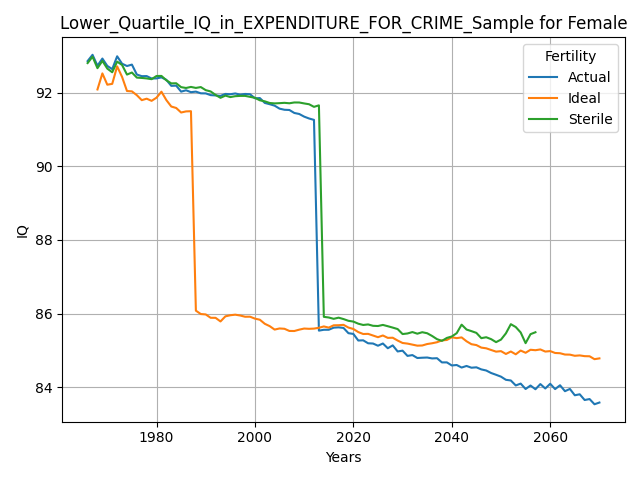 Lower_Quartile_IQ_in_EXPENDITURE_FOR_CRIME_Sample for Female
Fertility
Actual
Ideal
Sterile
IQ
92
90
88
86
84
1980
2000
2020
2040
2060
Years